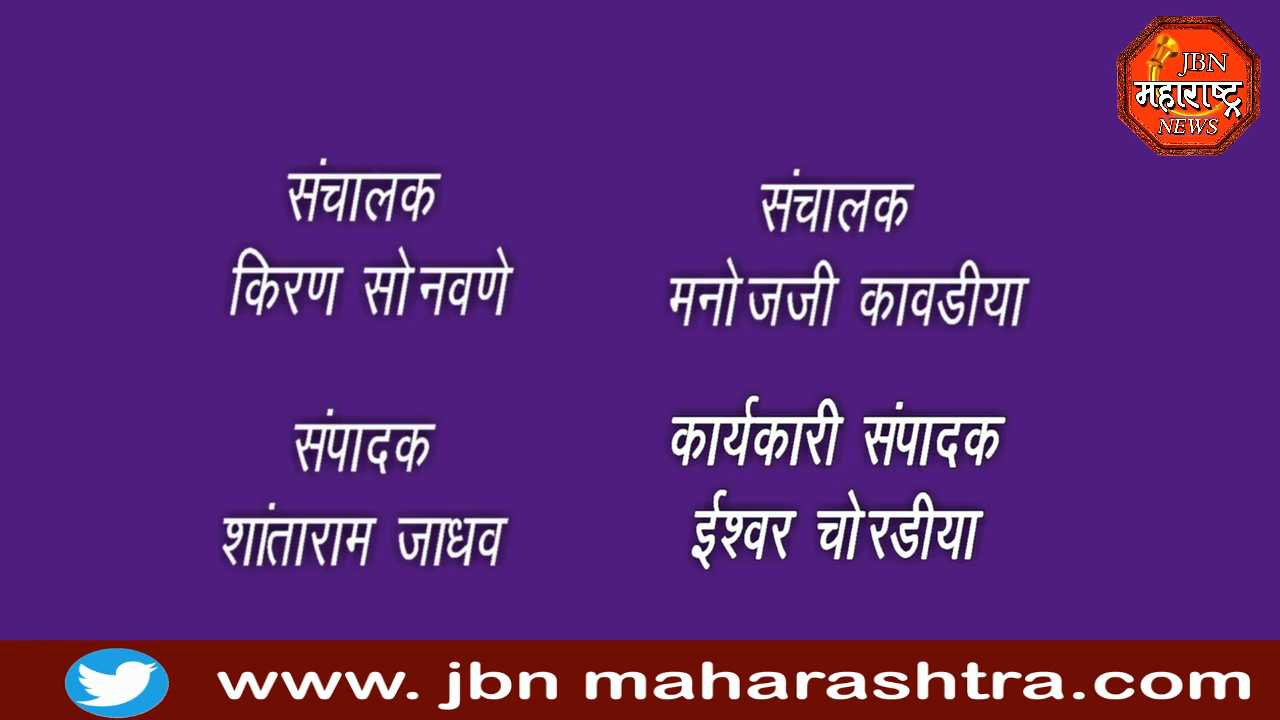 JBN
महाराष्ट्र
NEWS
संचालक
किरण सोनवणे
संचालक
मनोजजी कावडीया
संपादक
शांताराम जाधव
कार्यकारी संपादक
ईश्वर चोरडीया
www. jbn maharashtra.com